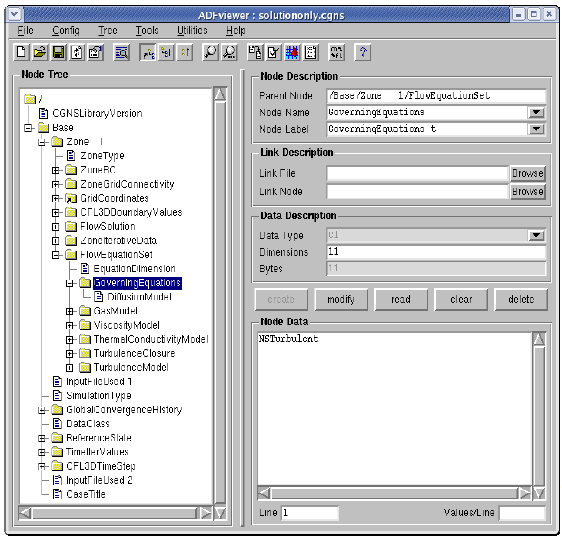 ADFviewer : solutiononly.cgns
File Config Tree Tools Utilities Help
Node Tree
/
CGNSLibraryVersion
Base
Zone 1
ZoneType
ZoneBC
ZoneGridConnectivity
GridCoordinates
CFL3DBoundaryValues
FlowSolution
ZoneIterativeData
FlowEquationSet
EquationDimension
GoverningEquations
DiffusionModel
GasModel
ViscosityModel
ThermalConductivityModel
TurbulenceClosure
TurbulenceModel
InputFileUsed 1
SimulationType
GlobalConvergenceHistory
DataClass
ReferenceState
TimeIterValues
CFL3DTimeStep
InputFileUsed 2
CaseTitle
Node Description
Parent Node /Base/Zone 1/FlowEquationSet
Node Name GoverningEquations
Node Label GoverningEquations t
Link Description
Link File Browse
Link Node Browse
Data Description
Data Type C1
Dimensions 11
Bytes 11
create modify read clear delete
Node Data
NSTurbulent
Line 1 Values/Line